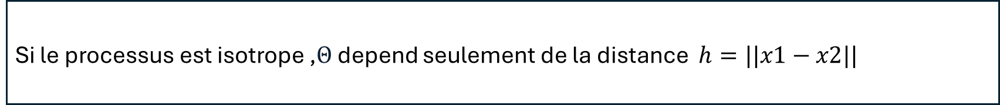 Si le processus est isotrope ,Θ depend seulement de la distance h = ||x1 − x2||